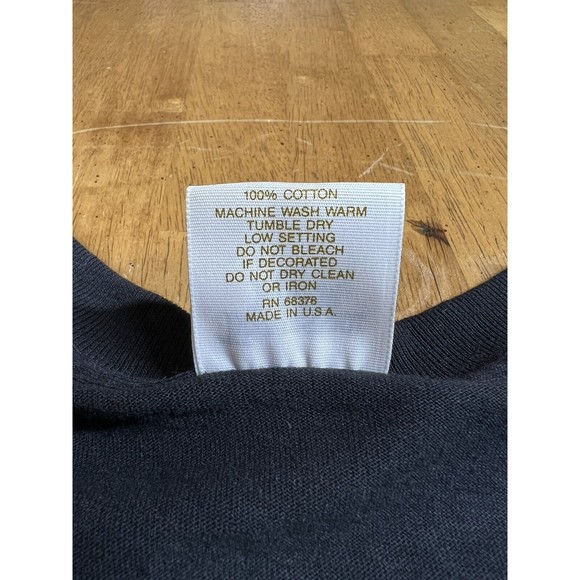 100% COTTON
MACHINE WASH WARM
TUMBLE DRY
LOW SETTING
DO NOT BLEACH
IF DECORATED
DO NOT DRY CLEAN
OR IRON
RN 68378
MADE IN U.S.A.